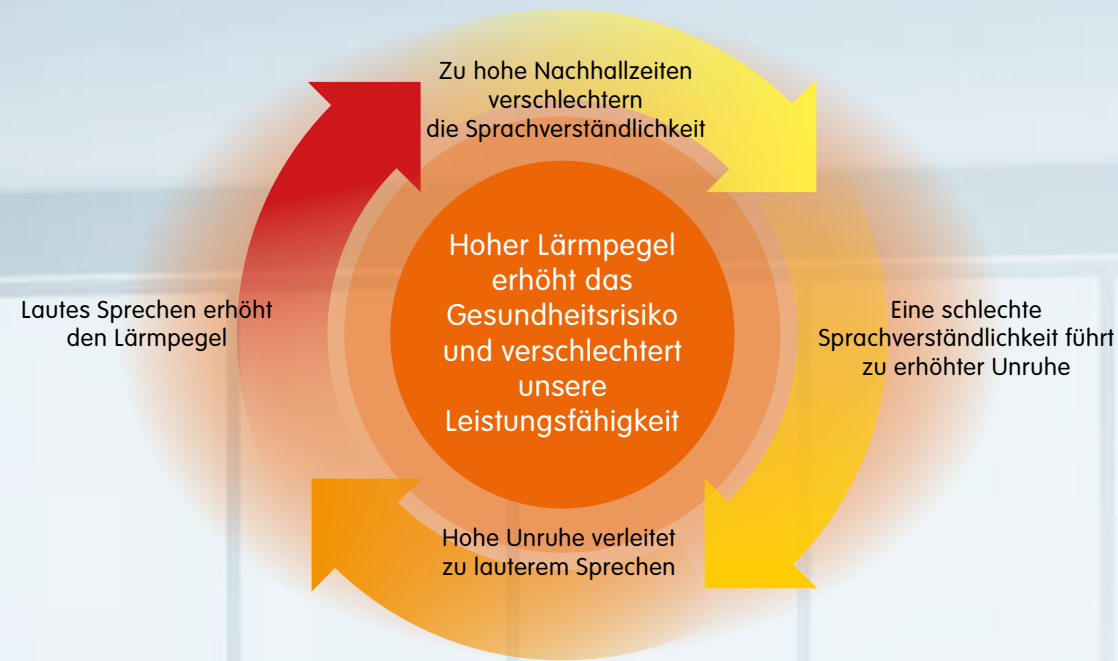 Zu hohe Nachhallzeiten
verschlechtern
die Sprachverständlichkeit
Eine schlechte
Sprachverständlichkeit führt
zu erhöhter Unruhe
Hohe Unruhe verleitet
zu lauterem Sprechen
Lautes Sprechen erhöht
den Lärmpegel
Hoher Lärmpegel
erhöht das
Gesundheitsrisiko
und verschlechtert
unsere
Leistungsfähigkeit